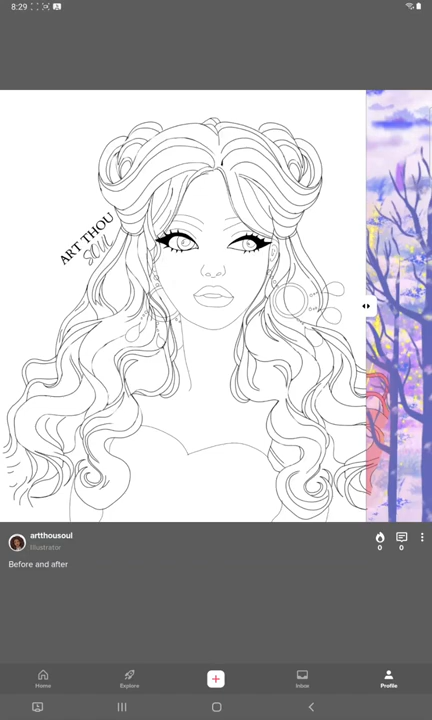 8:29
ART THOU
SOUL
artthousoul
Illustrator
0
0
Before and after
Home
Explore
Inbox
Profile